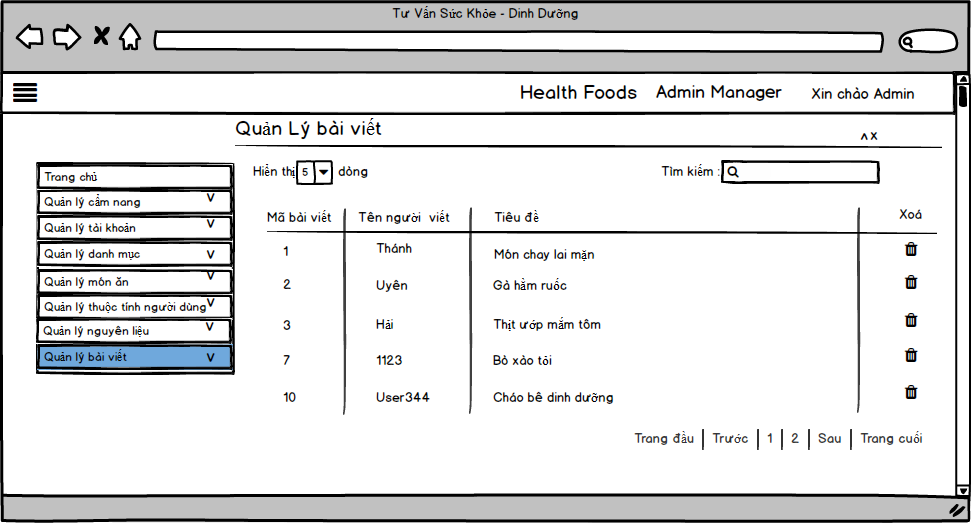 Tư Vấn Sức Khỏe - Dinh Dưỡng
Health Foods Admin Manager Xin chào Admin
Quản Lý bài viết
Trang chủ
Quản lý cẩm nang
Quản lý tài khoản
Quản lý danh mục
Quản lý món ăn
Quản lý thuộc tính người dùng
Quản lý nguyên liệu
Quản lý bài viết
Hiển thị 5 dòng Tìm kiếm :
Mã bài viết Tên người viết Tiêu đề Xoá
1 Thánh Món chay lai mặn
2 Uyên Gà hầm ruốc
3 Hải Thịt ướp mắm tôm
7 1123 Bò xào tỏi
10 User344 Cháo bê dinh dưỡng
Trang đầu Trước 1 2 Sau Trang cuối